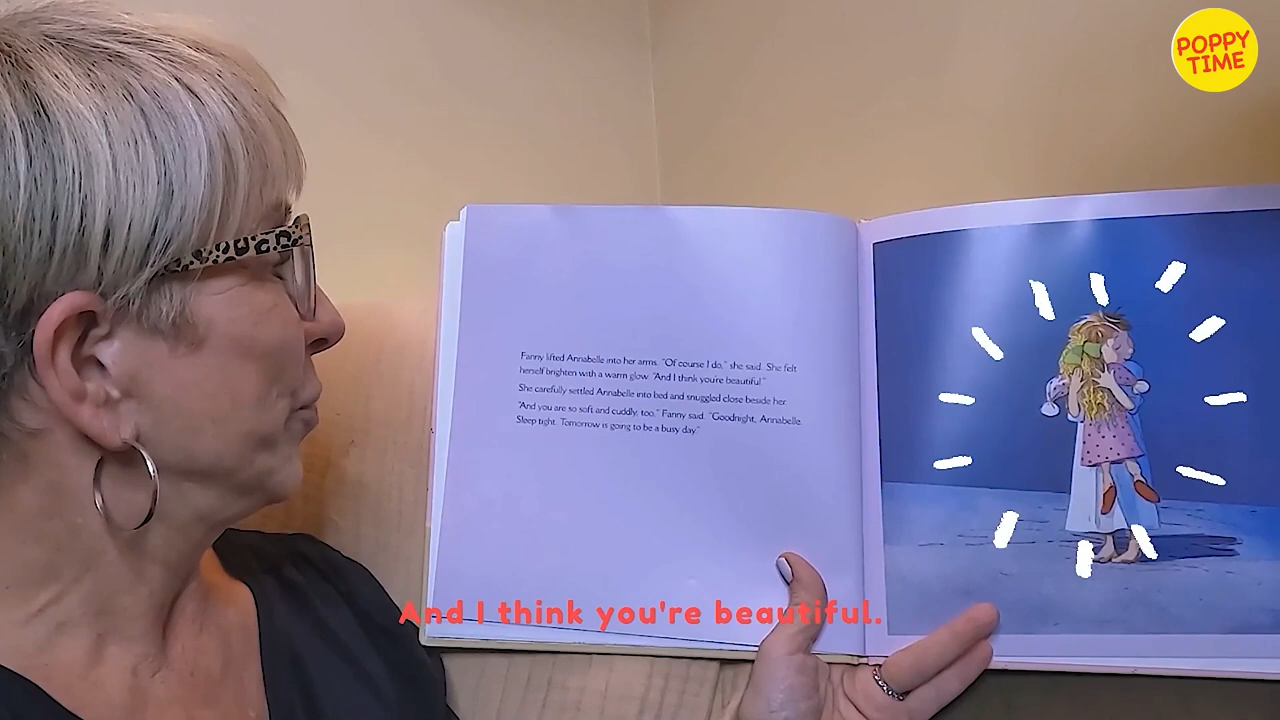 POPPY
TIME
Fanny lifted Annabelle into her arms. "Of course I do," she said. She felt
herself brighten with a warm glow. "And I think you're beautiful."
She carefully settled Annabelle into bed and snuggled close beside her.
"And you are so soft and cuddly, too," Fanny said. "Goodnight, Annabelle.
Sleep tight. Tomorrow is going to be a busy day."
And I think you're beautiful.